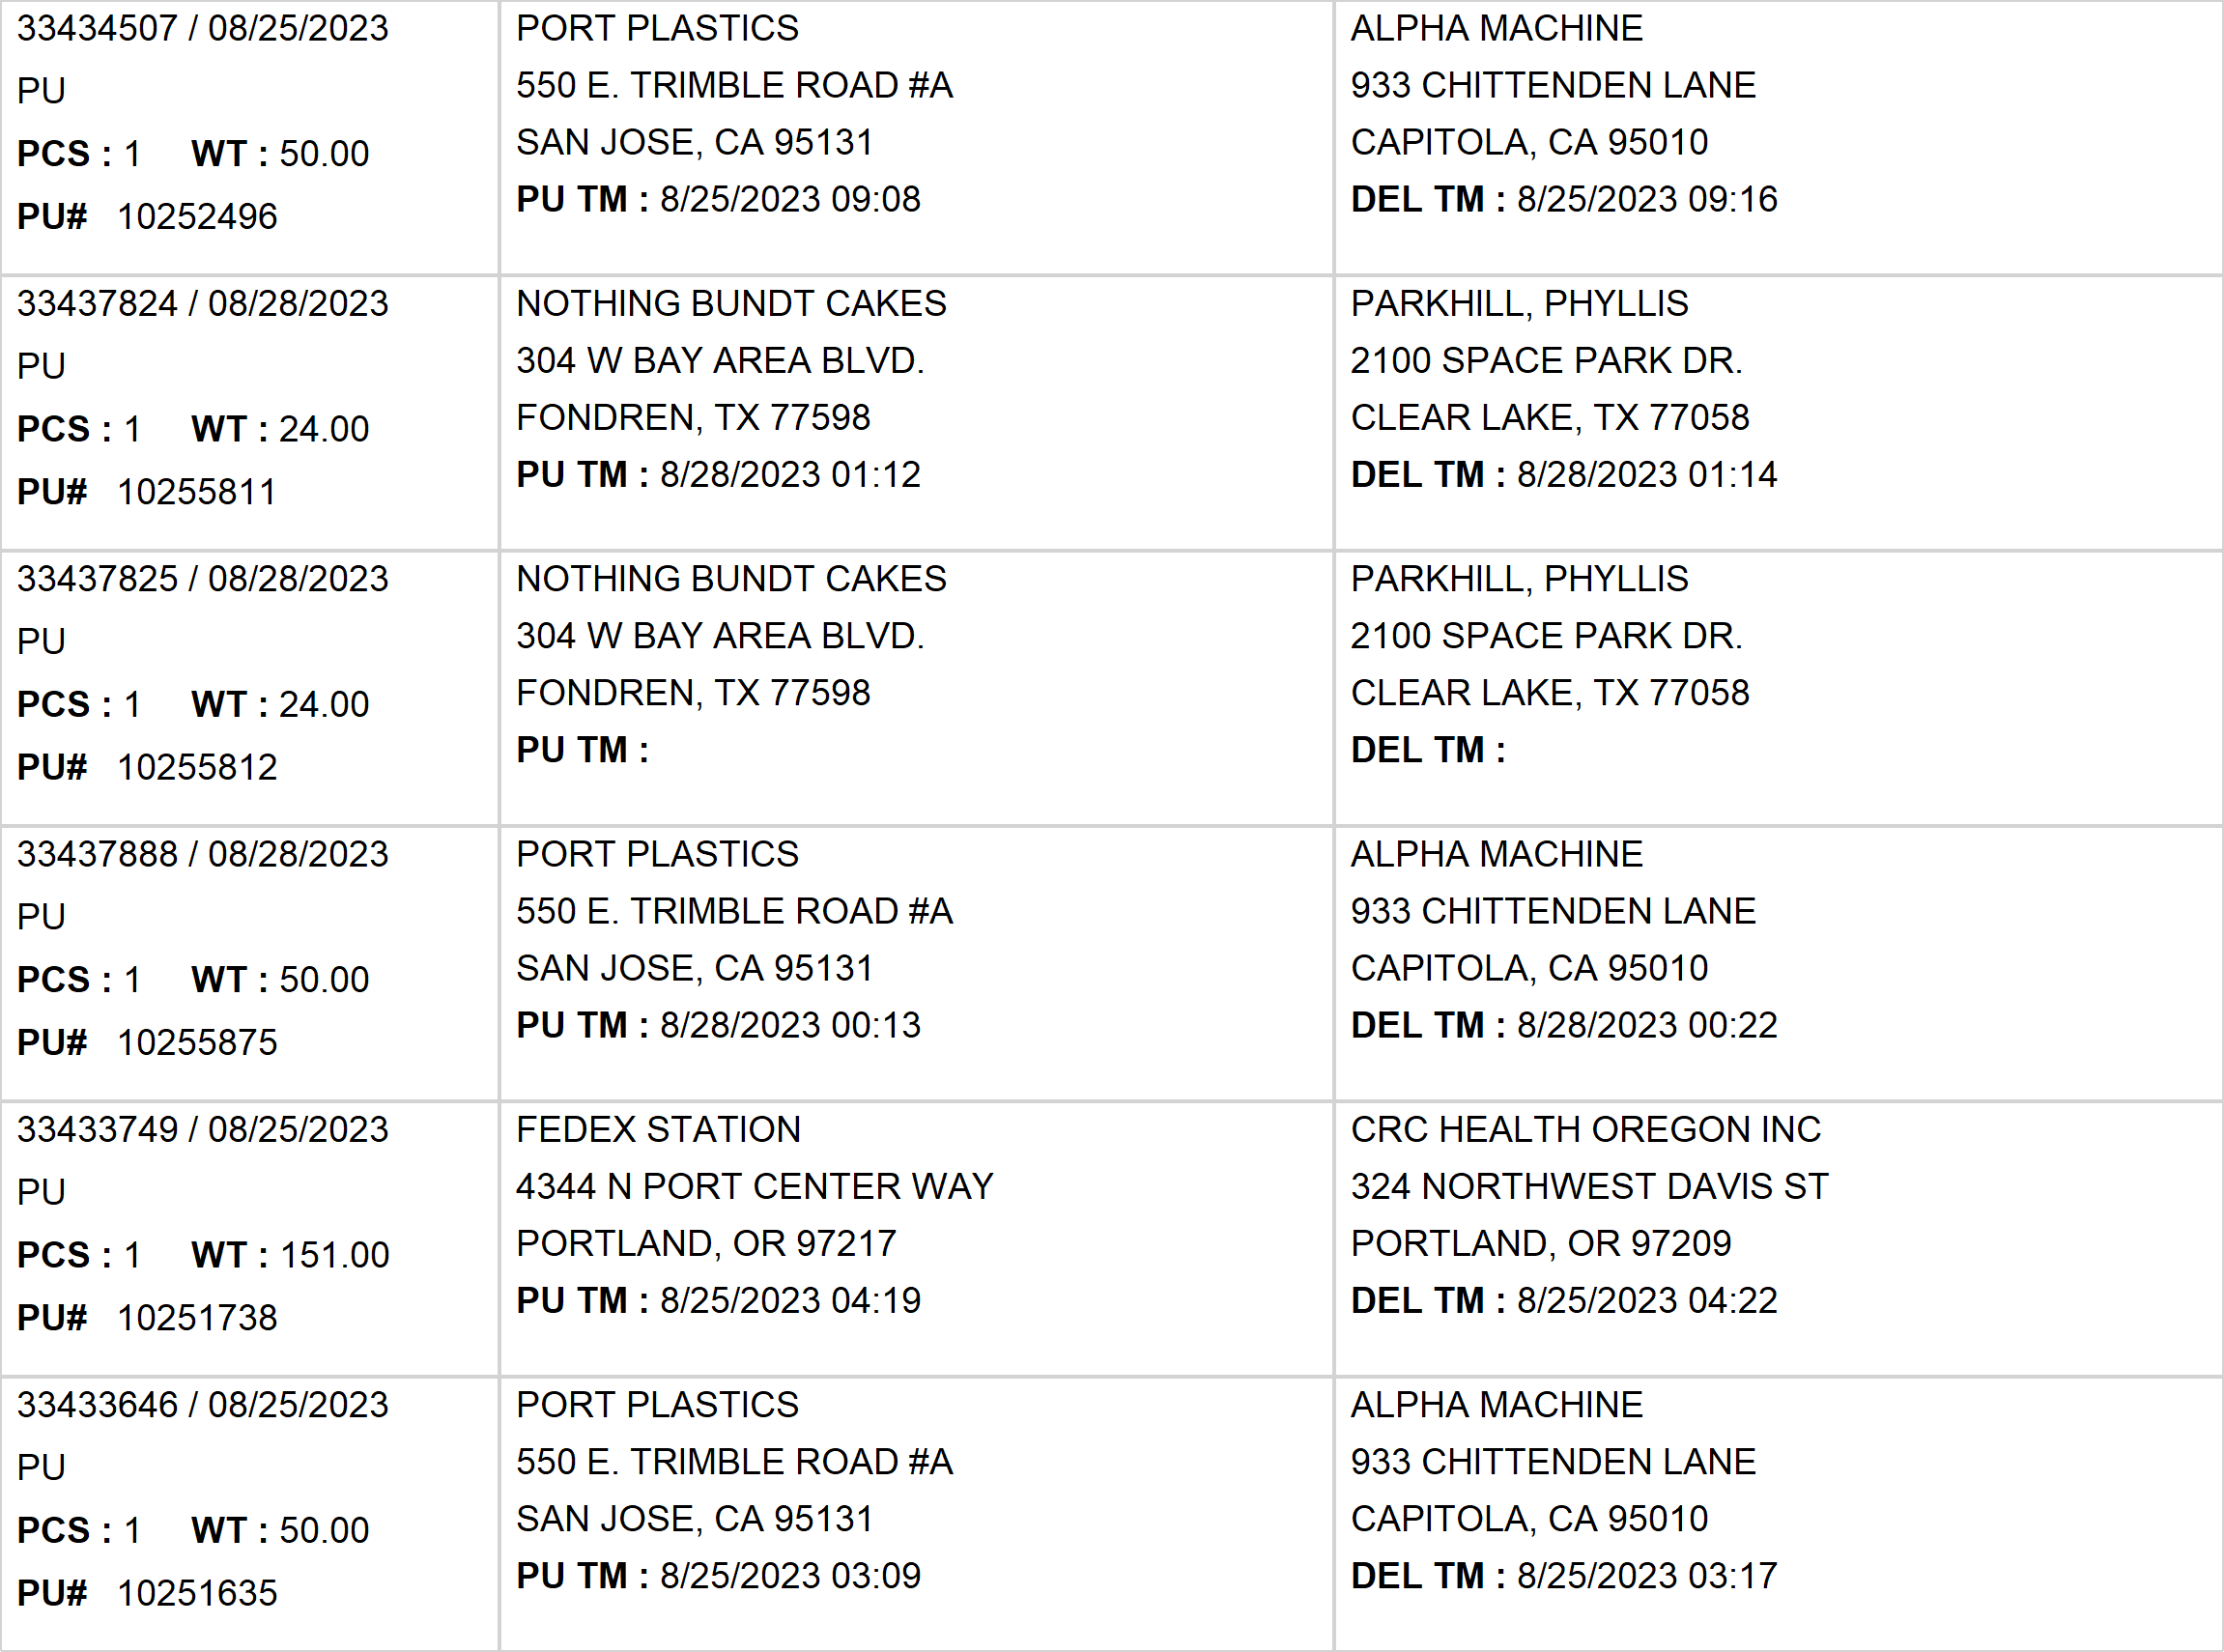 33434507 / 08/25/2023
PU
PCS : 1 WT : 50.00
PU# 10252496
PORT PLASTICS
550 E. TRIMBLE ROAD #A
SAN JOSE, CA 95131
PU TM : 8/25/2023 09:08
ALPHA MACHINE
933 CHITTENDEN LANE
CAPITOLA, CA 95010
DEL TM : 8/25/2023 09:16
33437824 / 08/28/2023
PU
PCS : 1 WT : 24.00
PU# 10255811
NOTHING BUNDT CAKES
304 W BAY AREA BLVD.
FONDREN, TX 77598
PU TM : 8/28/2023 01:12
PARKHILL, PHYLLIS
2100 SPACE PARK DR.
CLEAR LAKE, TX 77058
DEL TM : 8/28/2023 01:14
33437825 / 08/28/2023
PU
PCS : 1 WT : 24.00
PU# 10255812
NOTHING BUNDT CAKES
304 W BAY AREA BLVD.
FONDREN, TX 77598
PU TM :
PARKHILL, PHYLLIS
2100 SPACE PARK DR.
CLEAR LAKE, TX 77058
DEL TM :
33437888 / 08/28/2023
PU
PCS : 1 WT : 50.00
PU# 10255875
PORT PLASTICS
550 E. TRIMBLE ROAD #A
SAN JOSE, CA 95131
PU TM : 8/28/2023 00:13
ALPHA MACHINE
933 CHITTENDEN LANE
CAPITOLA, CA 95010
DEL TM : 8/28/2023 00:22
33433749 / 08/25/2023
PU
PCS : 1 WT : 151.00
PU# 10251738
FEDEX STATION
4344 N PORT CENTER WAY
PORTLAND, OR 97217
PU TM : 8/25/2023 04:19
CRC HEALTH OREGON INC
324 NORTHWEST DAVIS ST
PORTLAND, OR 97209
DEL TM : 8/25/2023 04:22
33433646 / 08/25/2023
PU
PCS : 1 WT : 50.00
PU# 10251635
PORT PLASTICS
550 E. TRIMBLE ROAD #A
SAN JOSE, CA 95131
PU TM : 8/25/2023 03:09
ALPHA MACHINE
933 CHITTENDEN LANE
CAPITOLA, CA 95010
DEL TM : 8/25/2023 03:17